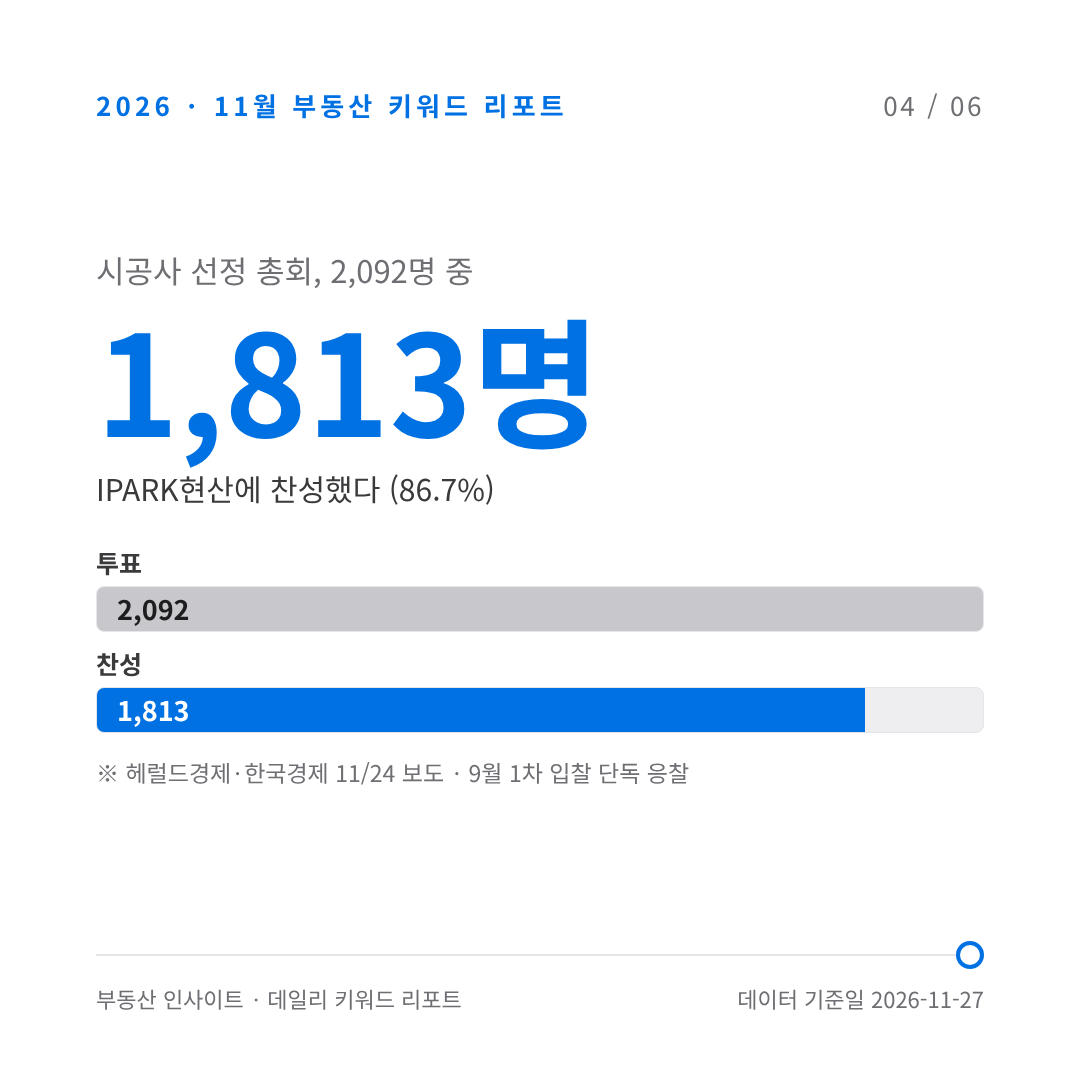 2026 · 11월 부동산 키워드 리포트
04 / 06
시공사 선정 총회, 2,092명 중
1,813명
IPARK현산에 찬성했다 (86.7%)
투표
2,092
찬성
1,813
※ 헤럴드경제·한국경제 11/24 보도 · 9월 1차 입찰 단독 응찰
부동산 인사이트 · 데일리 키워드 리포트
데이터 기준일 2026-11-27